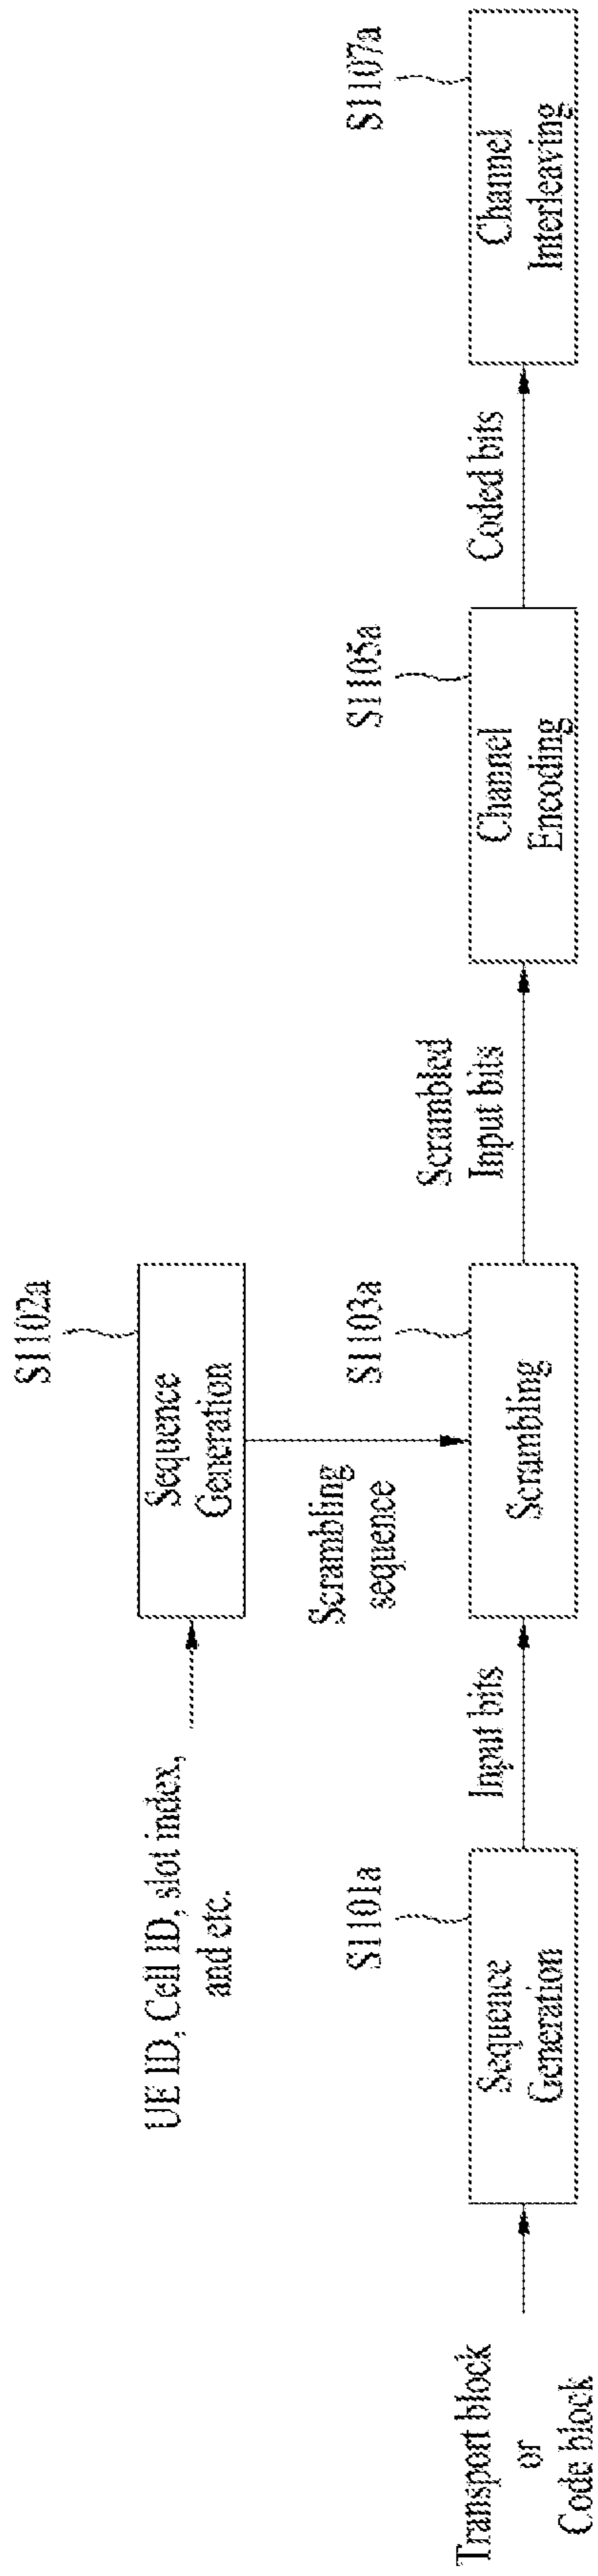 UE ID, Cell ID, slot index,
and etc.
Sequence
Generation
S1102a
Scrambling
sequence
Transport block
or
Code block
Sequence
Generation
S1101a
Input bits
Scrambling
S1103a
Scrambled
Input bits
Channel
Encoding
S1105a
Coded bits
Channel
Interleaving
S1107a